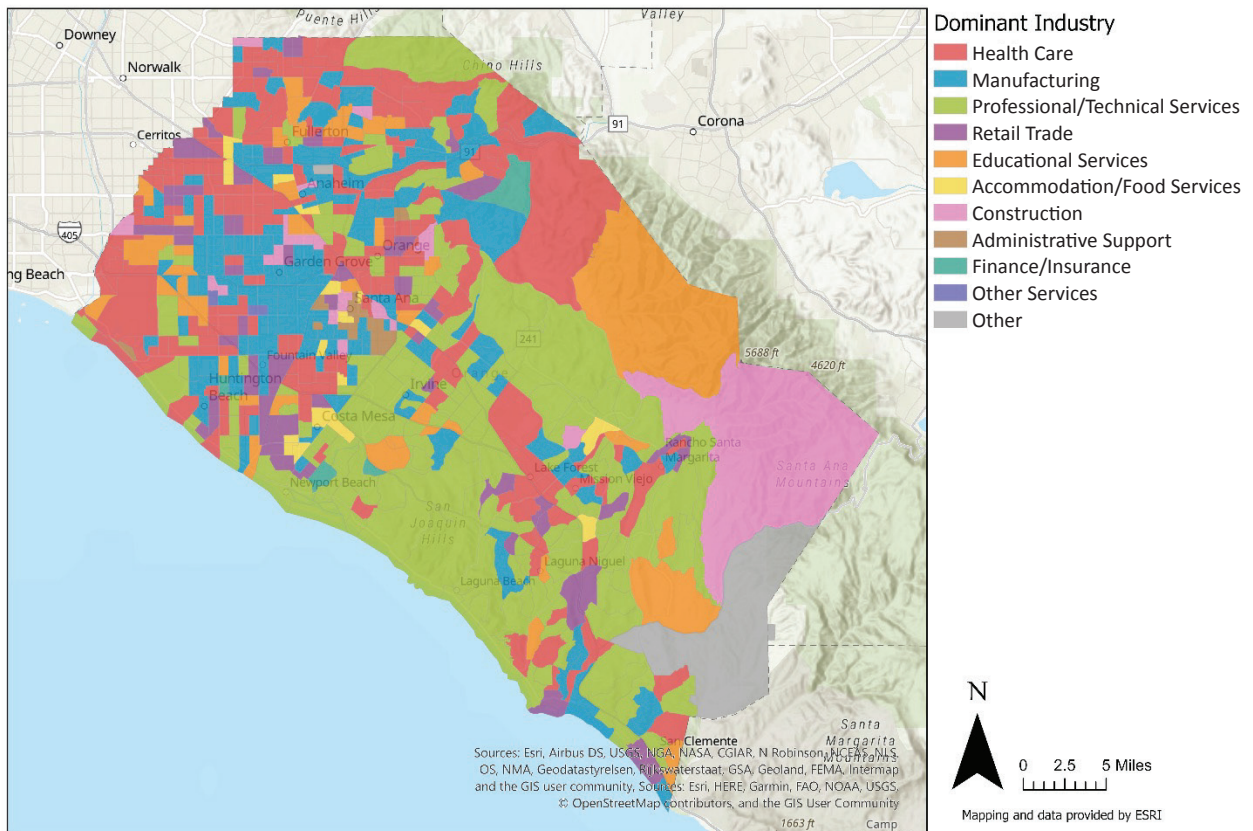 Puente Hills
Valley
Downey
Chino Hills
Norwalk
Cerritos
Fullerton
91
91
Corona
Anaheim
405
Orange
Garden Grove
ng Beach
Santa Ana
241
5688 ft
4620 ft
Fountain Valley
Huntington
Beach
Irvine
Orange
Costa Mesa
Rancho Santa
Margarita
Lake Forest
Mission Viejo
Santa Ana
Mountains
Newport Beach
San
Joaquin
Hills
Laguna Niguel
Laguna Beach
San Clemente
Santa
Margarita
Mountains
Sources: Esri, Airbus DS, USGS, NGA, NASA, CGIAR, N Robinson, NCEAS, NLS,
OS, NMA, Geodatastyrelsen, Rijkswaterstaat, GSA, Geoland, FEMA, Intermap
and the GIS user community, Sources: Esri, HERE, Garmin, FAO, NOAA, USGS,
© OpenStreetMap contributors, and the GIS User Community
1663 ft
Camp
Dominant Industry
Health Care
Manufacturing
Professional/Technical Services
Retail Trade
Educational Services
Accommodation/Food Services
Construction
Administrative Support
Finance/Insurance
Other Services
Other
N
0 2.5 5 Miles
Mapping and data provided by ESRI